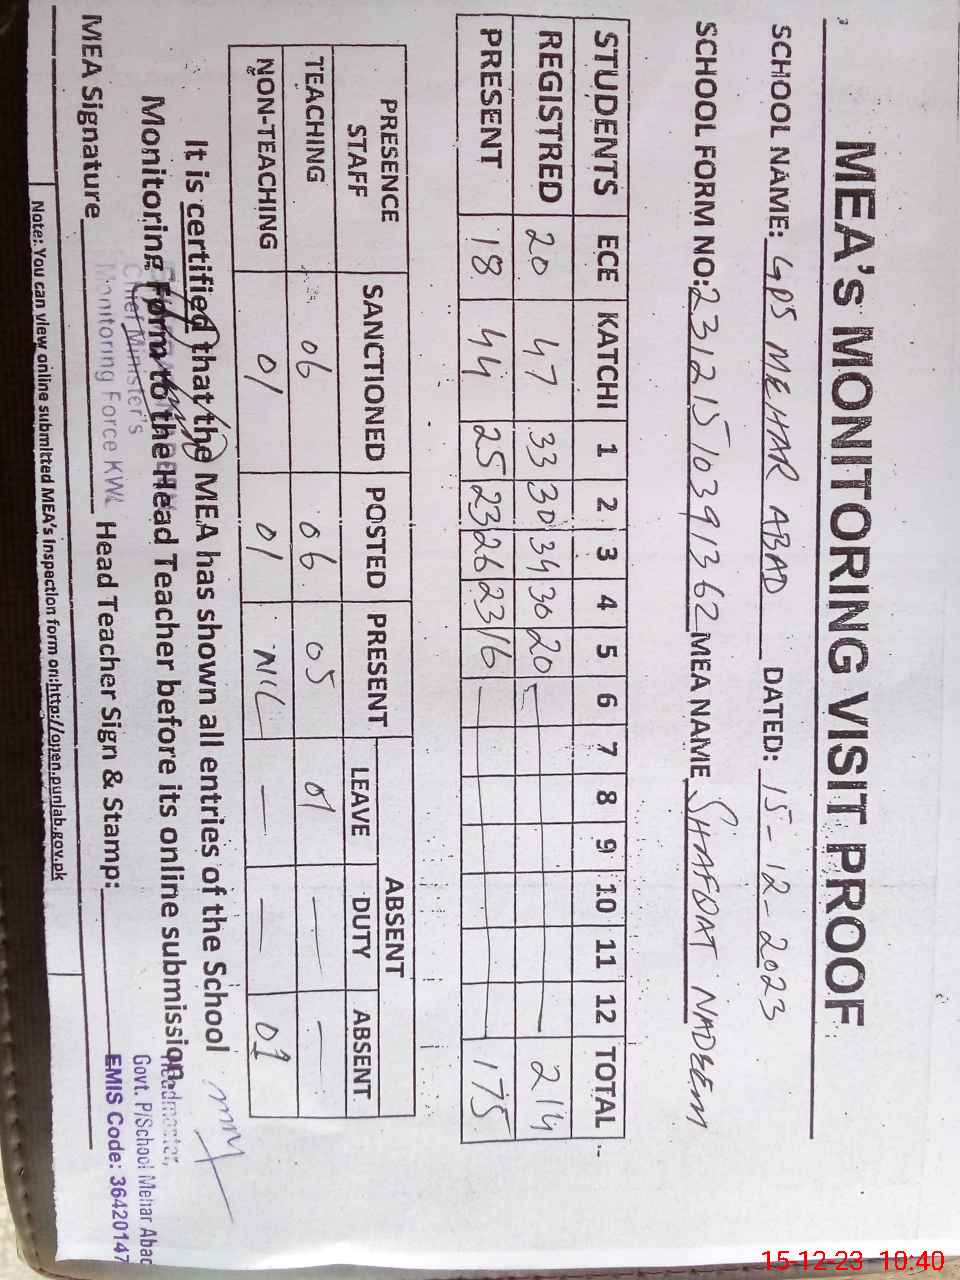 MEA's MONITORING VISIT PROOF
SCHOOL NAME: GPS MEHAR ABAD DATED: 15-12-2023
SCHOOL FORM NO: 23121510391362 MEA NAME SHAFQAT NADEEM
STUDENTS ECE KATCHI 1 2 3 4 5 6 7 8 9 10 11 12 TOTAL
REGISTRED 20 47 33 30 34 30 20 214
PRESENT 18 44 25 23 26 23 16 175
PRESENCE STAFF SANCTIONED POSTED PRESENT ABSENT
LEAVE DUTY ABSENT
TEACHING 06 06 05 01 — —
NON-TEACHING 01 01 NIL — — 01
It is certified that the MEA has shown all entries of the School
Monitoring Form to the Head Teacher before its online submission.
Chief Minister's
Monitoring Force KWL
MEA Signature Head Teacher Sign & Stamp:
Headmaster,
Govt. P/School Mehar Abad
EMIS Code: 36420147
Note: You can view online submitted MEA's Inspection form on:http://open.punjab.gov.pk
15-12-23 10:40